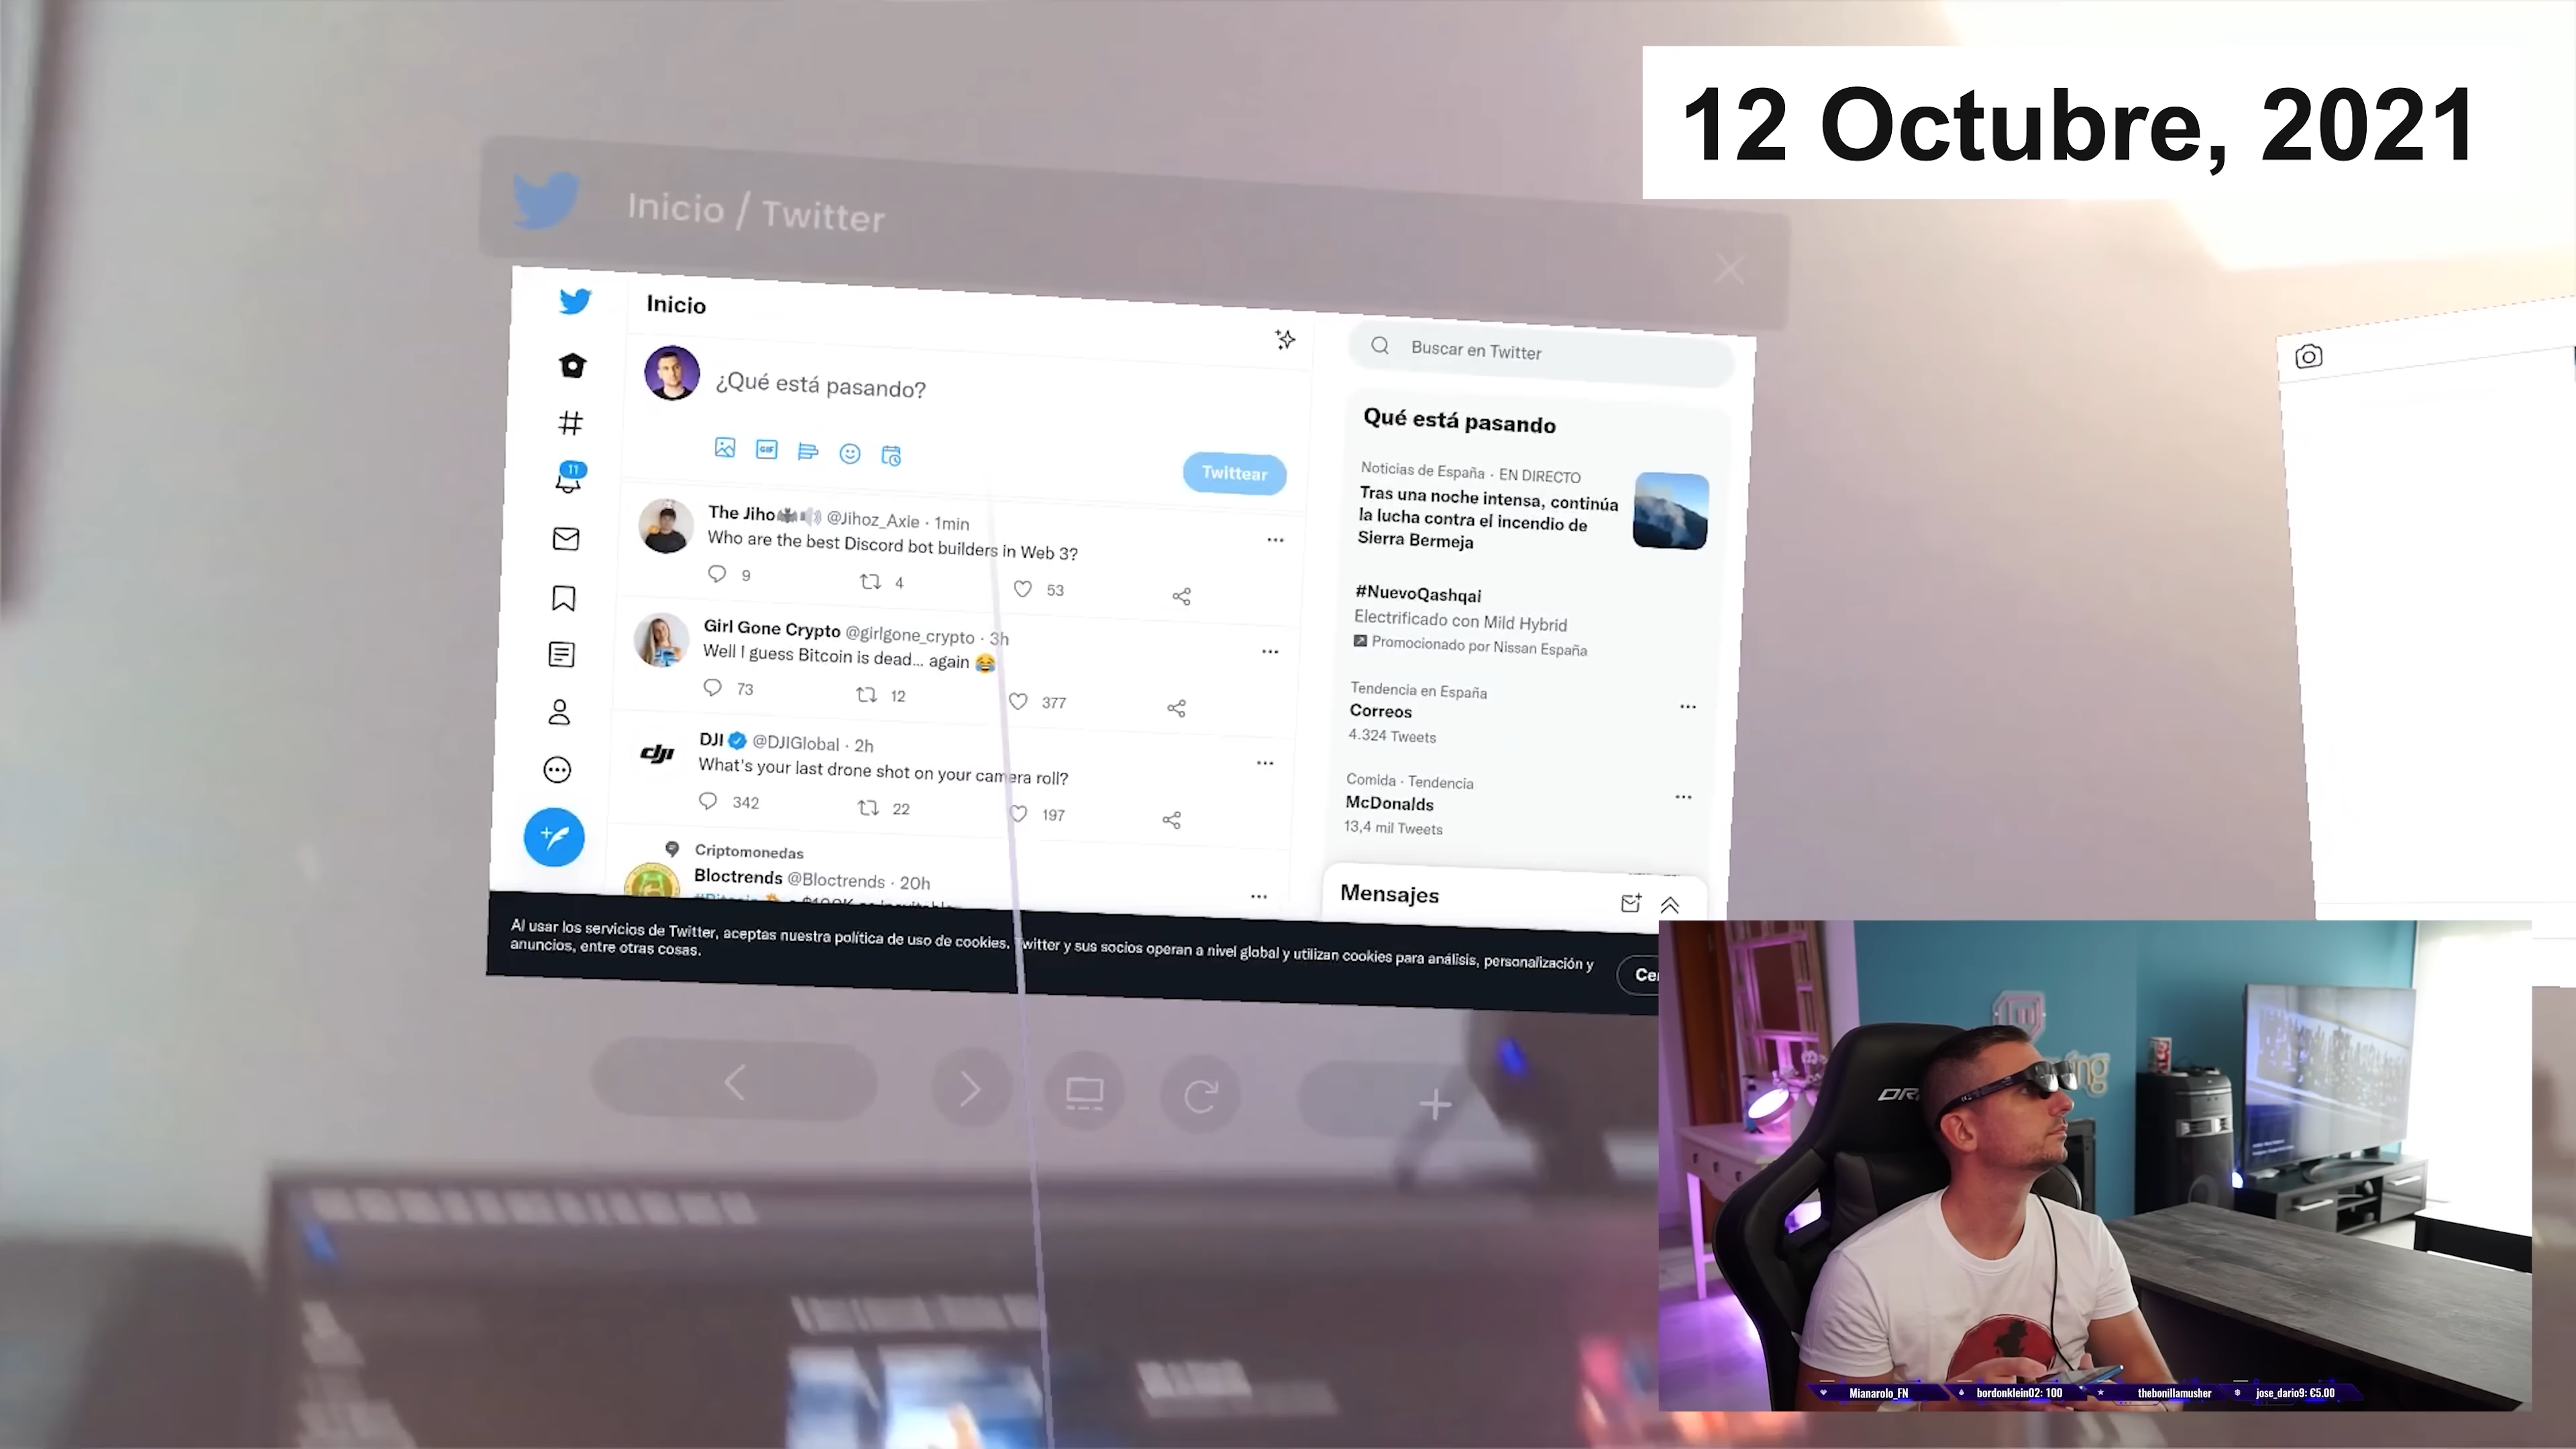 12 Octubre, 2021
Inicio / Twitter
Inicio
¿Qué está pasando?
GIF
Twittear
11
The Jiho @Jihoz_Axie · 1min
Who are the best Discord bot builders in Web 3?
9 4 53
Girl Gone Crypto @girlgone_crypto · 3h
Well I guess Bitcoin is dead... again 😂
73 12 377
DJI @DJIGlobal · 2h
What's your last drone shot on your camera roll?
342 22 197
Criptomonedas
Bloctrends @Bloctrends · 20h
Buscar en Twitter
Qué está pasando
Noticias de España · EN DIRECTO
Tras una noche intensa, continúa
la lucha contra el incendio de
Sierra Bermeja
#NuevoQashqai
Electrificado con Mild Hybrid
Promocionado por Nissan España
Tendencia en España
Correos
4.324 Tweets
Comida · Tendencia
McDonalds
13,4 mil Tweets
Mensajes
Al usar los servicios de Twitter, aceptas nuestra política de uso de cookies. Twitter y sus socios operan a nivel global y utilizan cookies para análisis, personalización y
anuncios, entre otras cosas.
Mianarolo_FN bordonklein02: 100 thebonillamusher jose_dario9: €5.00